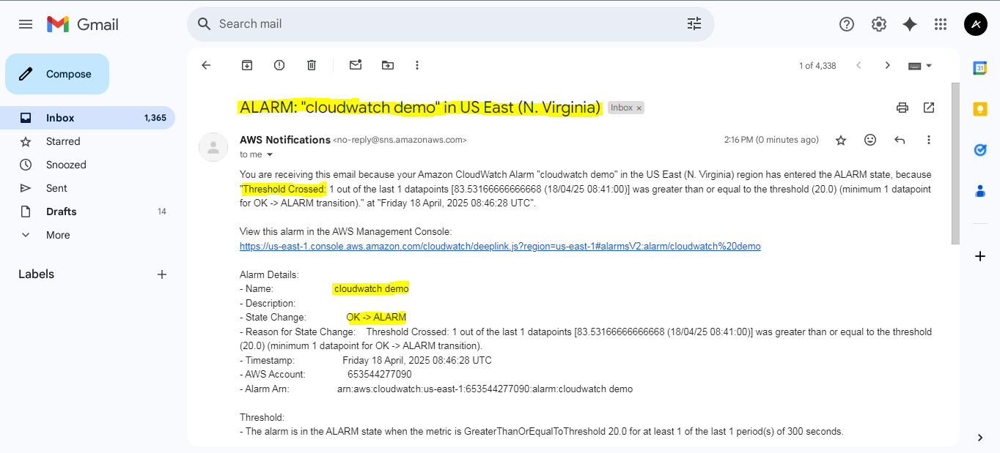 Gmail
Search mail
Compose
Inbox 1,365
Starred
Snoozed
Sent
Drafts 14
More
Labels
1 of 4,338
ALARM: "cloudwatch demo" in US East (N. Virginia) Inbox ×
AWS Notifications <no-reply@sns.amazonaws.com> 2:16 PM (0 minutes ago)
to me
You are receiving this email because your Amazon CloudWatch Alarm "cloudwatch demo" in the US East (N. Virginia) region has entered the ALARM state, because
"Threshold Crossed: 1 out of the last 1 datapoints [83.53166666666668 (18/04/25 08:41:00)] was greater than or equal to the threshold (20.0) (minimum 1 datapoint
for OK -> ALARM transition)." at "Friday 18 April, 2025 08:46:28 UTC".
View this alarm in the AWS Management Console:
https://us-east-1.console.aws.amazon.com/cloudwatch/deeplink.js?region=us-east-1#alarmsV2:alarm/cloudwatch%20demo
Alarm Details:
- Name: cloudwatch demo
- Description:
- State Change: OK -> ALARM
- Reason for State Change: Threshold Crossed: 1 out of the last 1 datapoints [83.53166666666668 (18/04/25 08:41:00)] was greater than or equal to the threshold
(20.0) (minimum 1 datapoint for OK -> ALARM transition).
- Timestamp: Friday 18 April, 2025 08:46:28 UTC
- AWS Account: 653544277090
- Alarm Arn: arn:aws:cloudwatch:us-east-1:653544277090:alarm:cloudwatch demo
Threshold:
- The alarm is in the ALARM state when the metric is GreaterThanOrEqualToThreshold 20.0 for at least 1 of the last 1 period(s) of 300 seconds.
31